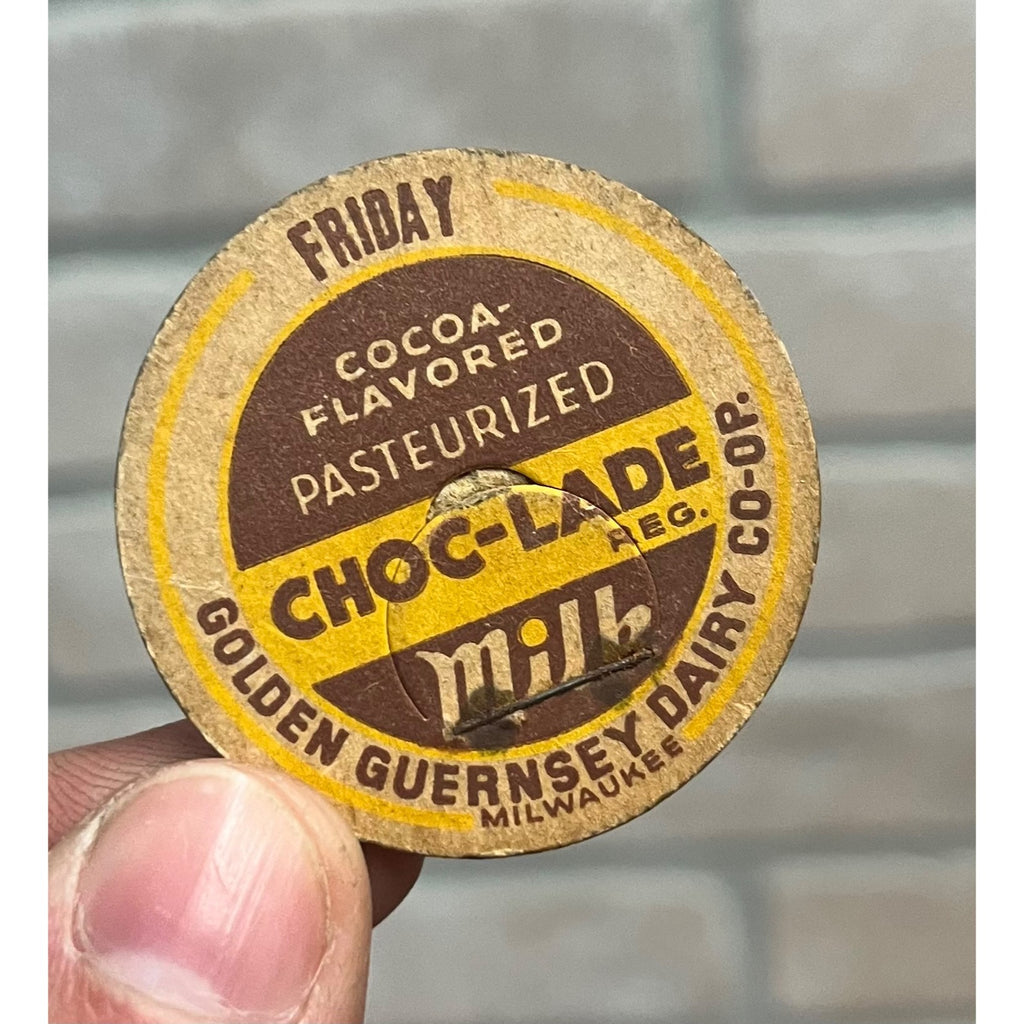 FRIDAY
COCOA-
FLAVORED
PASTEURIZED
CHOC-LADE
REG.
Milk
GOLDEN GUERNSEY DAIRY CO-OP.
MILWAUKEE